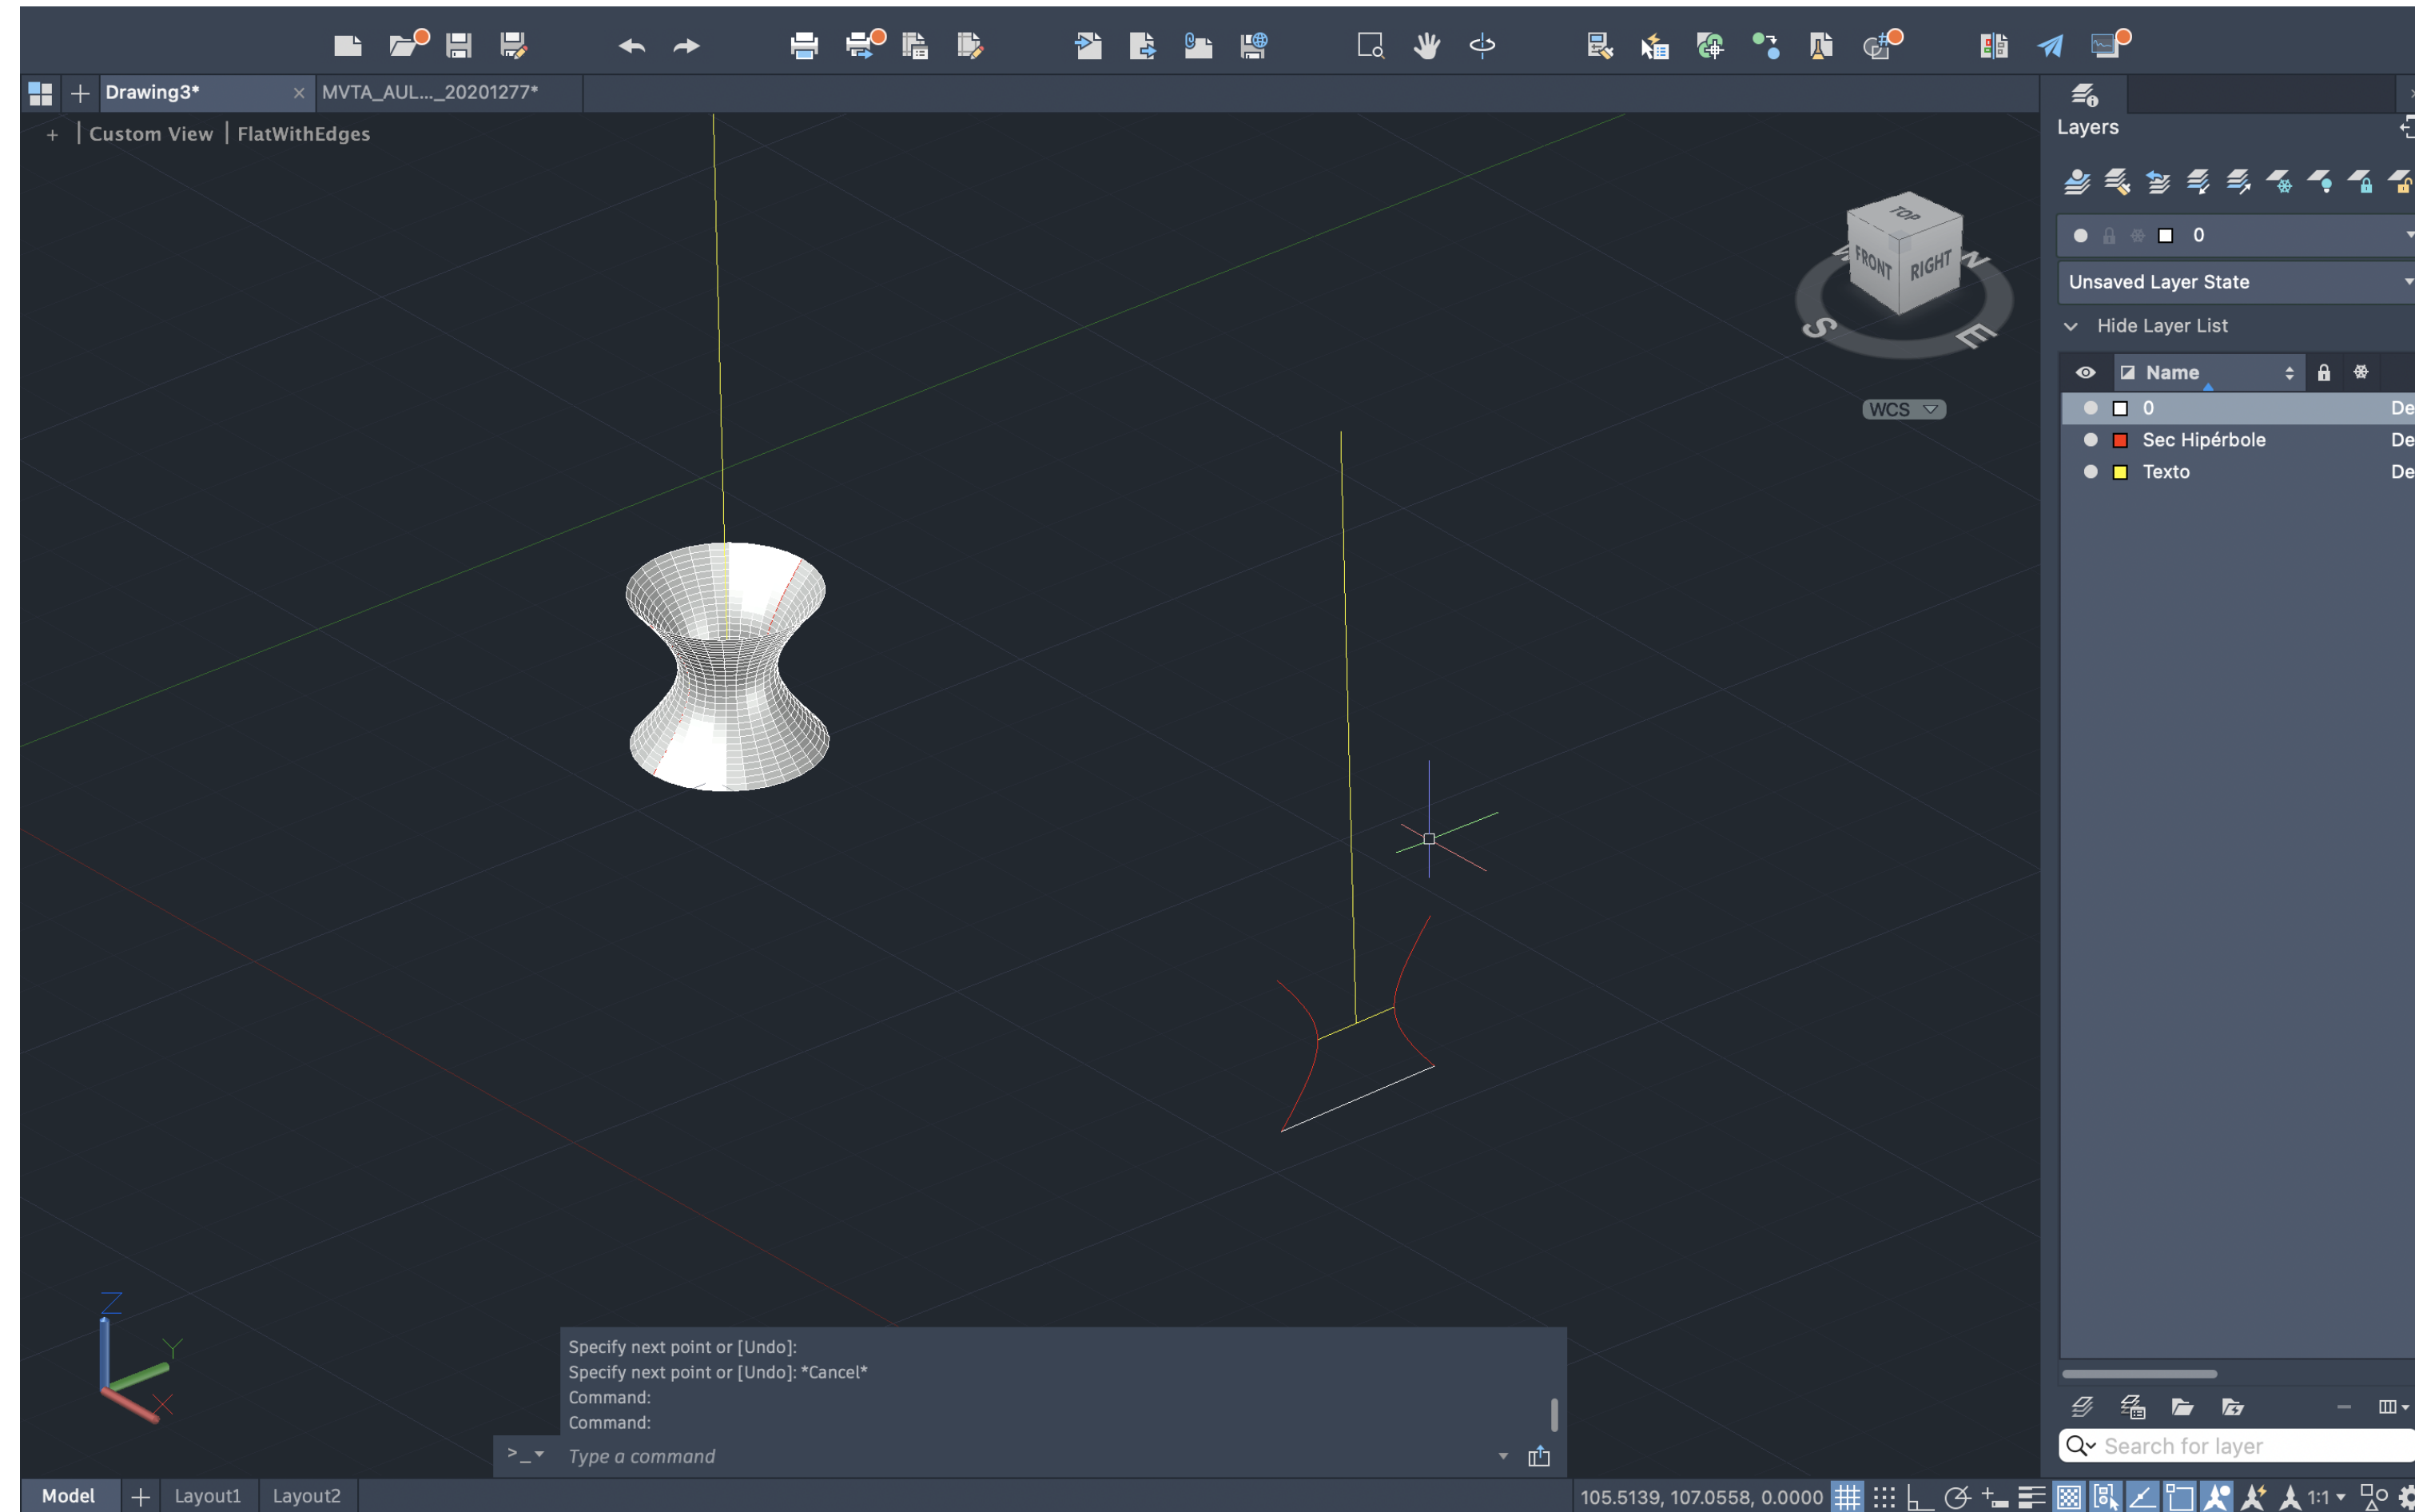 Drawing3*
MVTA_AUL..._20201277*
+ | Custom View | FlatWithEdges
Layers
TOP
FRONT
RIGHT
N
S
E
WCS
0
Unsaved Layer State
Hide Layer List
Name
0 De
Sec Hipérbole De
Texto De
Z
Y
X
Specify next point or [Undo]:
Specify next point or [Undo]: *Cancel*
Command:
Command:
>_ Type a command
Search for layer
Model + Layout1 Layout2
105.5139, 107.0558, 0.0000
1:1